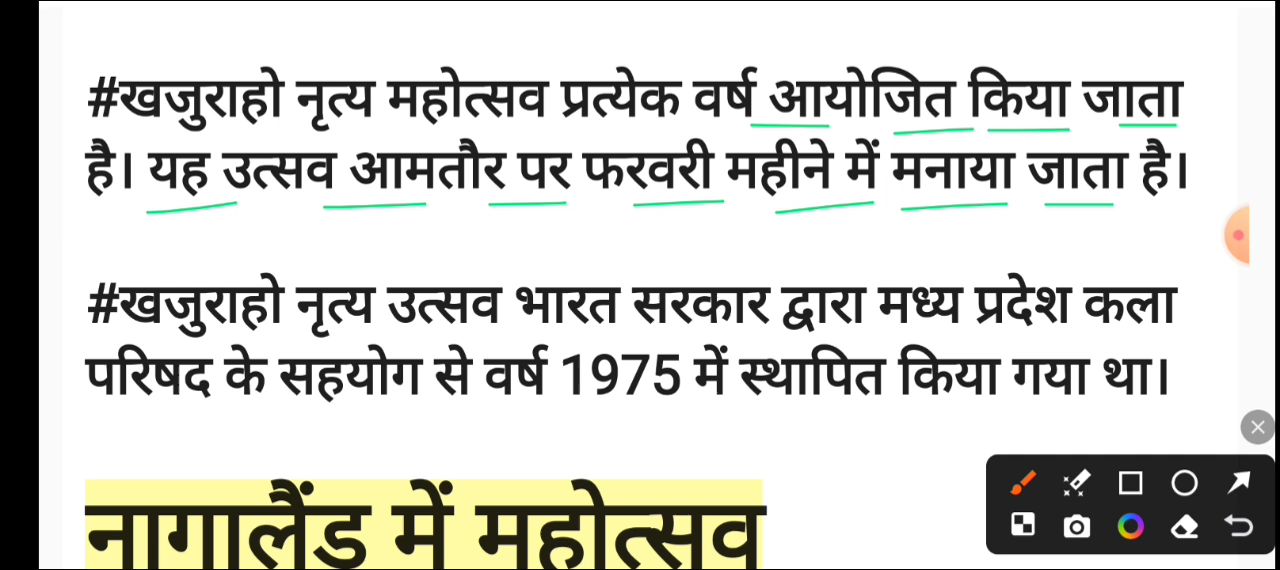 #खजुराहो नृत्य महोत्सव प्रत्येक वर्ष आयोजित किया जाता
है। यह उत्सव आमतौर पर फरवरी महीने में मनाया जाता है।
#खजुराहो नृत्य उत्सव भारत सरकार द्वारा मध्य प्रदेश कला
परिषद के सहयोग से वर्ष 1975 में स्थापित किया गया था।
नागालैंड में महोत्सव